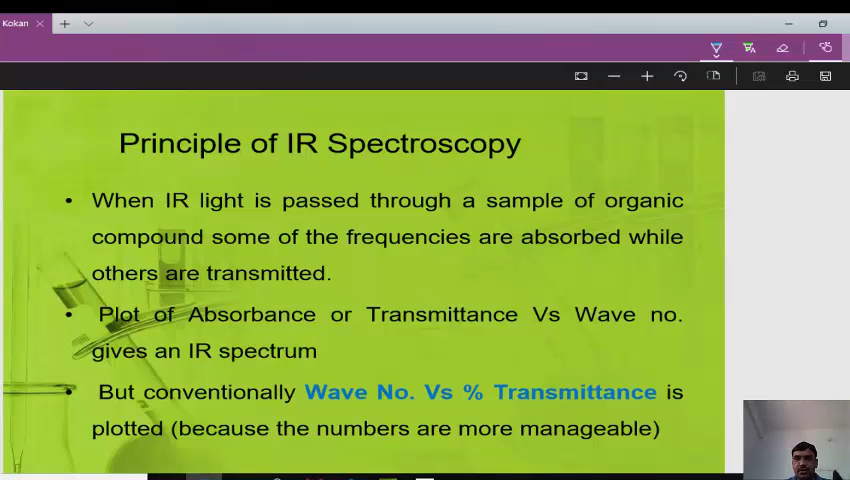 Kokan
Principle of IR Spectroscopy
• When IR light is passed through a sample of organic
compound some of the frequencies are absorbed while
others are transmitted.
• Plot of Absorbance or Transmittance Vs Wave no.
gives an IR spectrum
• But conventionally Wave No. Vs % Transmittance is
plotted (because the numbers are more manageable)